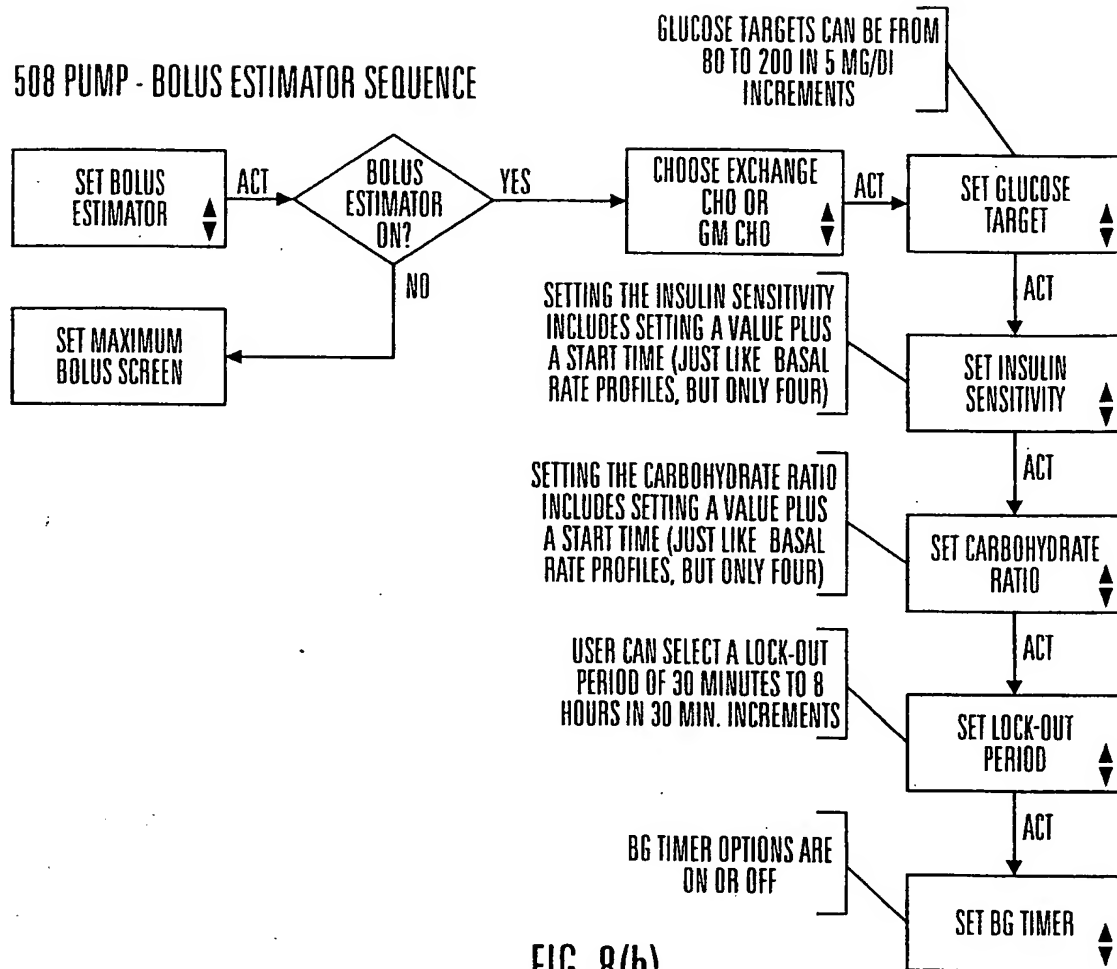 508 PUMP - BOLUS ESTIMATOR SEQUENCE
GLUCOSE TARGETS CAN BE FROM
80 TO 200 IN 5 MG/DI
INCREMENTS
SET BOLUS
ESTIMATOR
ACT
BOLUS
ESTIMATOR
ON?
YES
CHOOSE EXCHANGE
CHO OR
GM CHO
ACT
SET GLUCOSE
TARGET
NO
SET MAXIMUM
BOLUS SCREEN
ACT
SETTING THE INSULIN SENSITIVITY
INCLUDES SETTING A VALUE PLUS
A START TIME (JUST LIKE BASAL
RATE PROFILES, BUT ONLY FOUR)
SET INSULIN
SENSITIVITY
ACT
SETTING THE CARBOHYDRATE RATIO
INCLUDES SETTING A VALUE PLUS
A START TIME (JUST LIKE BASAL
RATE PROFILES, BUT ONLY FOUR)
SET CARBOHYDRATE
RATIO
ACT
USER CAN SELECT A LOCK-OUT
PERIOD OF 30 MINUTES TO 8
HOURS IN 30 MIN. INCREMENTS
SET LOCK-OUT
PERIOD
ACT
BG TIMER OPTIONS ARE
ON OR OFF
SET BG TIMER
FIG. 8(b)